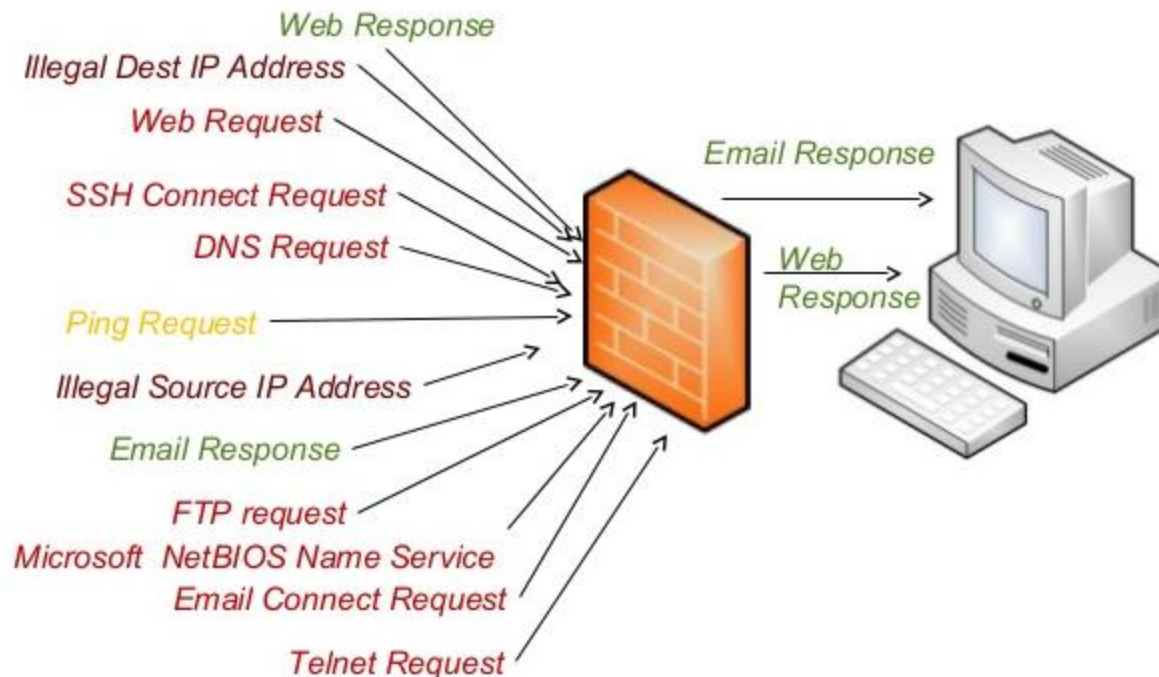 Web Response
Illegal Dest IP Address
Web Request
SSH Connect Request
DNS Request
Ping Request
Illegal Source IP Address
Email Response
FTP request
Microsoft NetBIOS Name Service
Email Connect Request
Telnet Request
Email Response
Web
Response